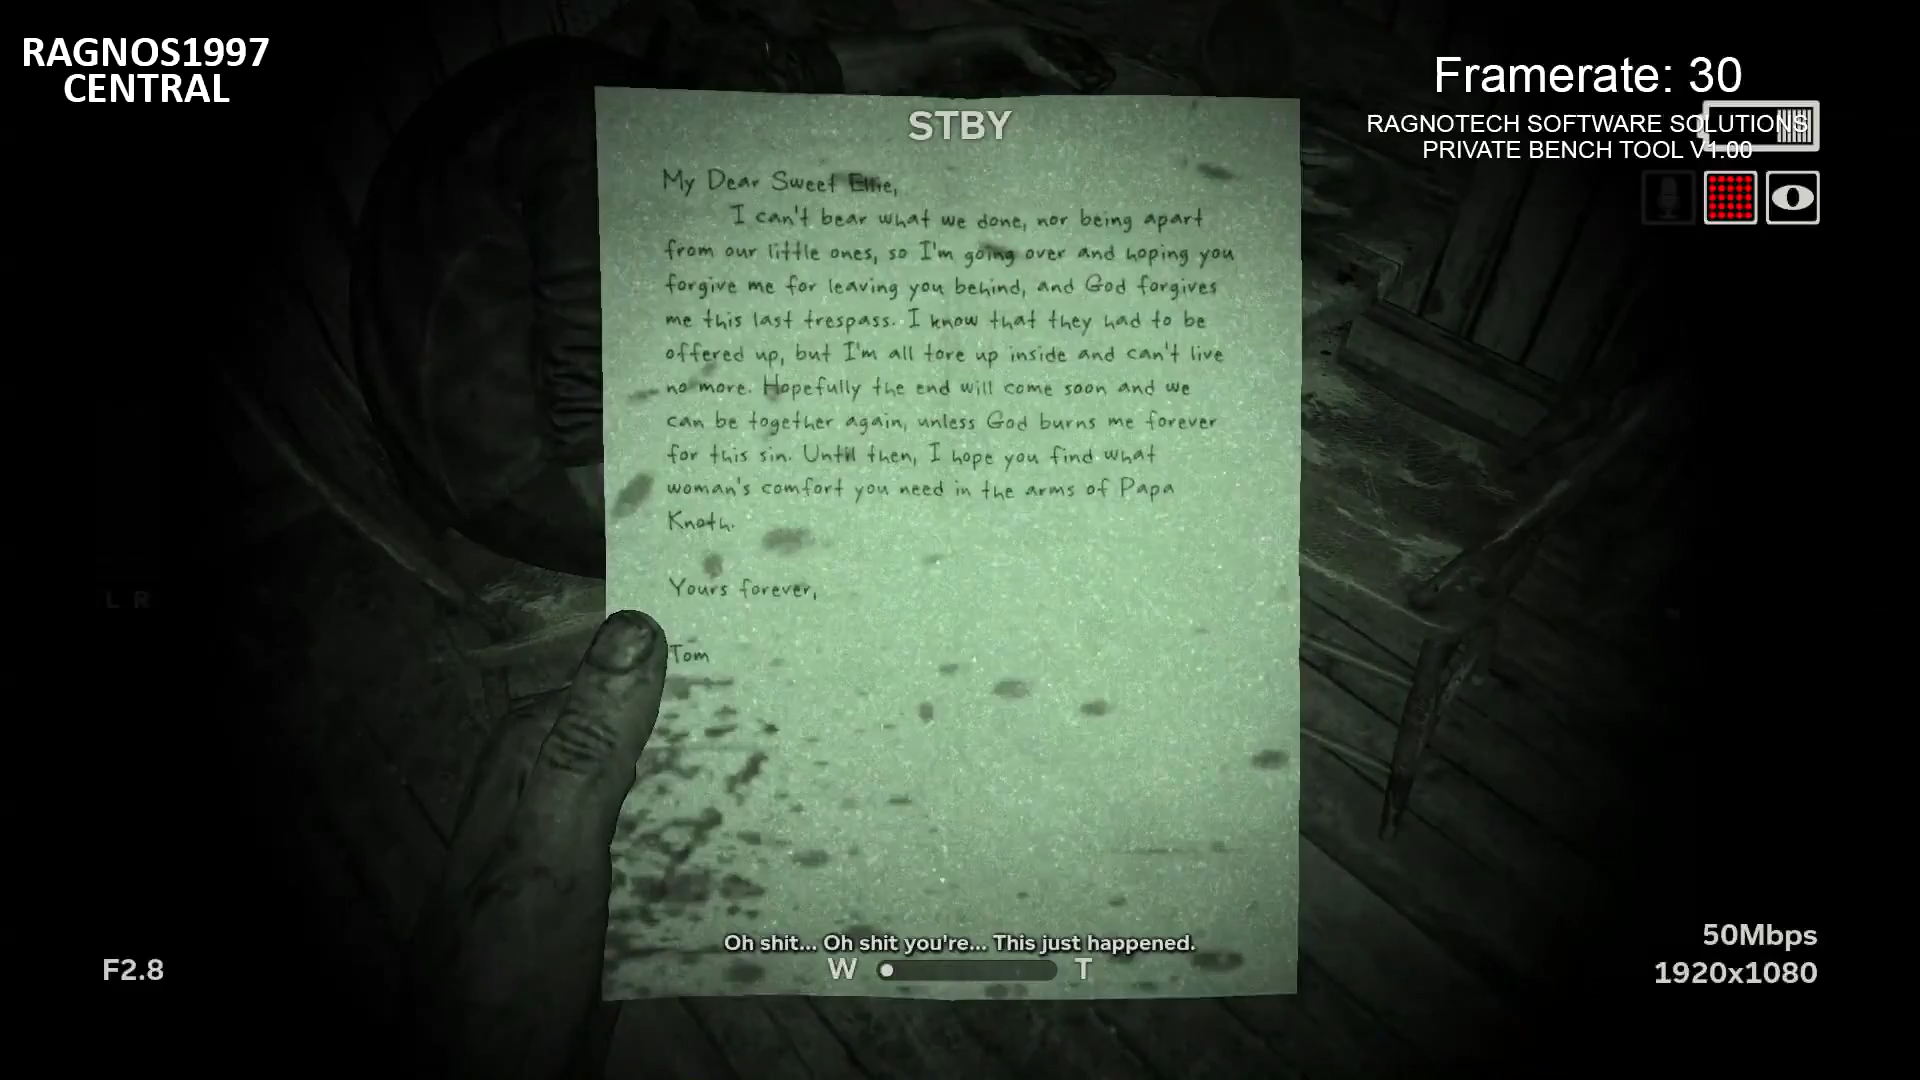 RAGNOS1997
CENTRAL
Framerate: 30
RAGNOTECH SOFTWARE SOLUTIONS
PRIVATE BENCH TOOL V1.00
STBY
My Dear Sweet Ellie,
I can't bear what we done, nor being apart
from our little ones, so I'm going over and hoping you
forgive me for leaving you behind, and God forgives
me this last trespass. I know that they had to be
offered up, but I'm all tore up inside and can't live
no more. Hopefully the end will come soon and we
can be together again, unless God burns me forever
for this sin. Until then, I hope you find what
woman's comfort you need in the arms of Papa
Knoth.
Yours forever,
Tom
L R
Oh shit... Oh shit you're... This just happened.
W T
F2.8
50Mbps
1920x1080